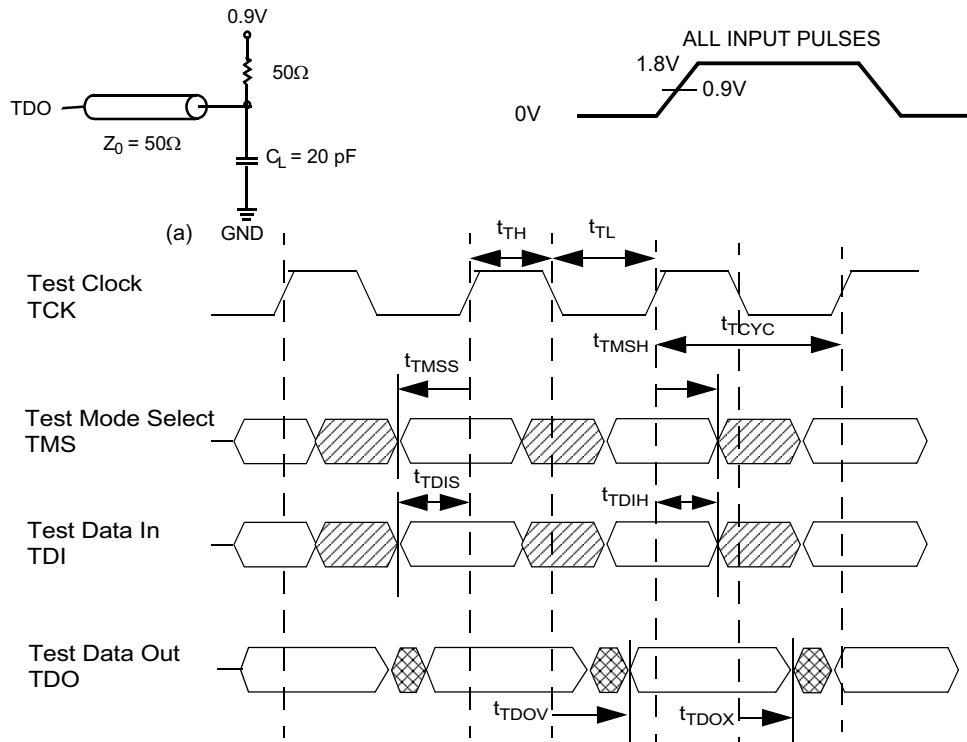 0.9V
50Ω
TDO
Z0 = 50Ω
CL = 20 pF
(a)
GND
ALL INPUT PULSES
1.8V
0.9V
0V
tTH
tTL
Test Clock
TCK
tTCYC
tTMSH
tTMSS
Test Mode Select
TMS
tTDIS
tTDIH
Test Data In
TDI
Test Data Out
TDO
tTDOV
tTDOX